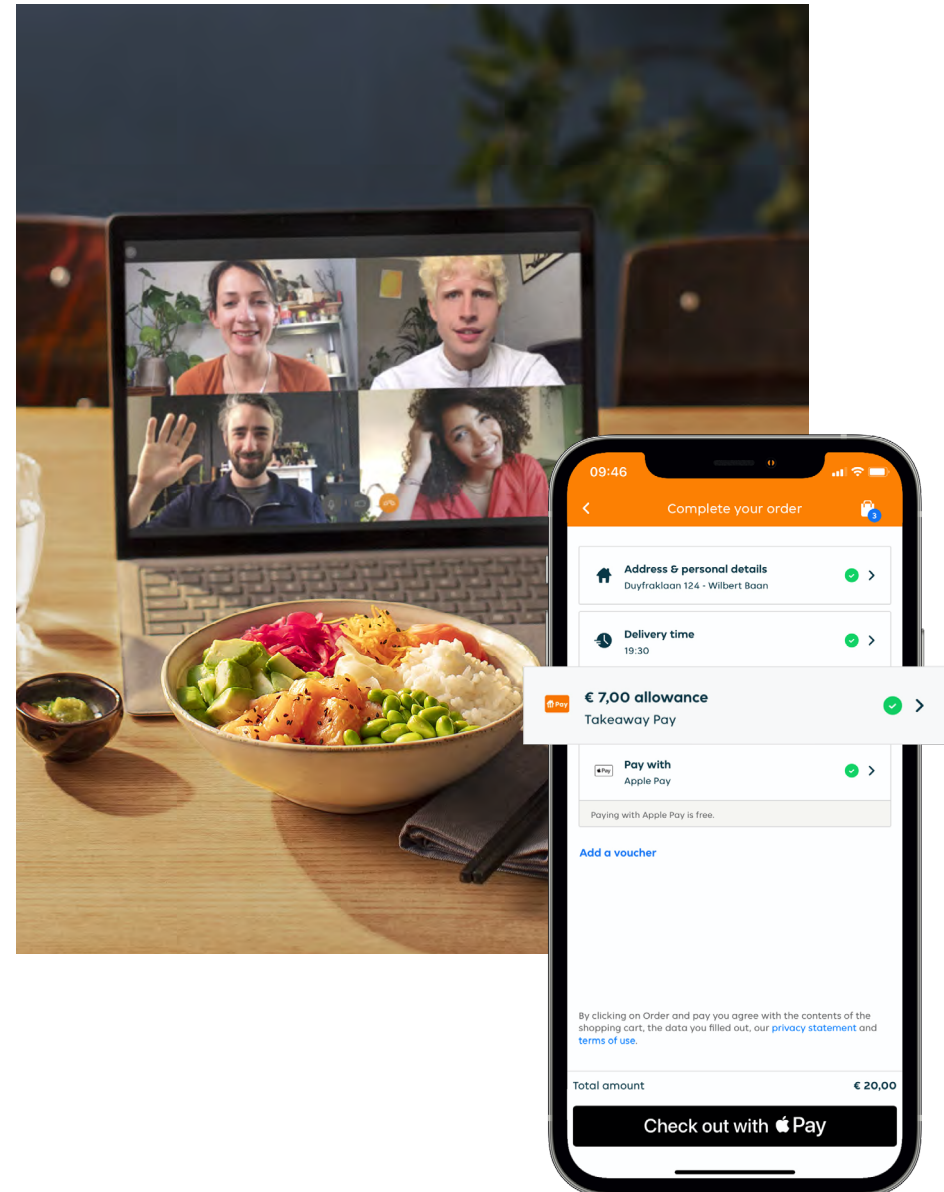 09:46
Complete your order
3
Address & personal details
Duyfraklaan 124 - Wilbert Baan
Delivery time
19:30
Pay
€ 7,00 allowance
Takeaway Pay
Pay
Pay with
Apple Pay
Paying with Apple Pay is free.
Add a voucher
By clicking on Order and pay you agree with the contents of the
shopping cart, the data you filled out, our privacy statement and
terms of use.
Total amount € 20,00
Check out with Pay